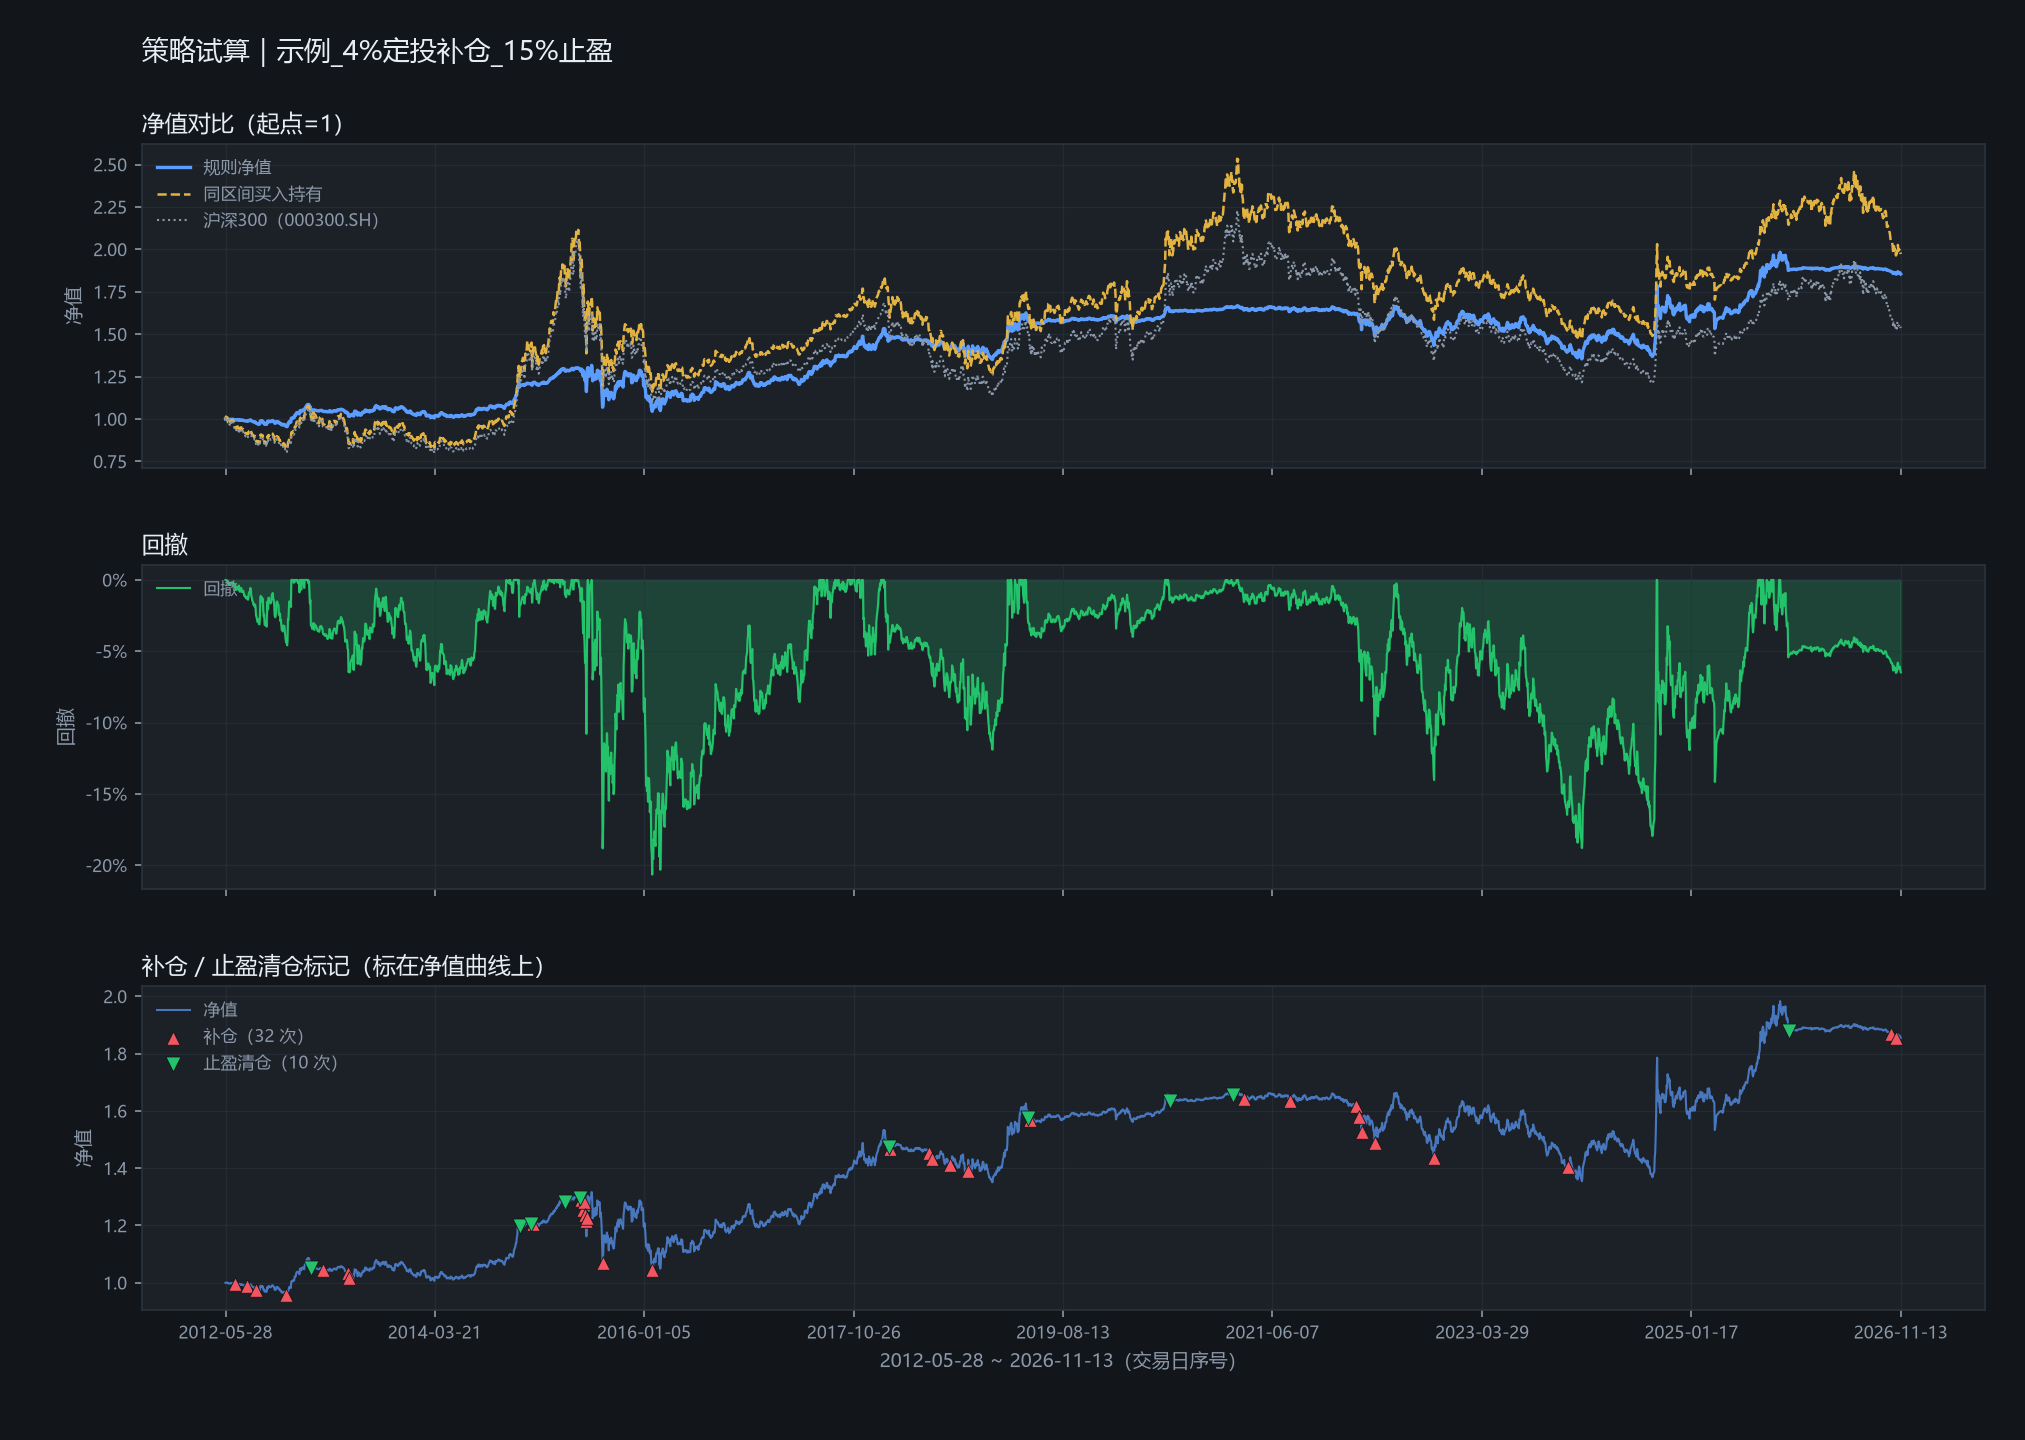 策略试算 | 示例_4%定投补仓_15%止盈
净值对比（起点=1）
规则净值
同区间买入持有
沪深300（000300.SH）
净值
2.50
2.25
2.00
1.75
1.50
1.25
1.00
0.75
回撤
回撤
回撤
0%
-5%
-10%
-15%
-20%
补仓 / 止盈清仓标记（标在净值曲线上）
净值
补仓（32 次）
止盈清仓（10 次）
净值
2.0
1.8
1.6
1.4
1.2
1.0
2012-05-28
2014-03-21
2016-01-05
2017-10-26
2019-08-13
2021-06-07
2023-03-29
2025-01-17
2026-11-13
2012-05-28 ~ 2026-11-13（交易日序号）